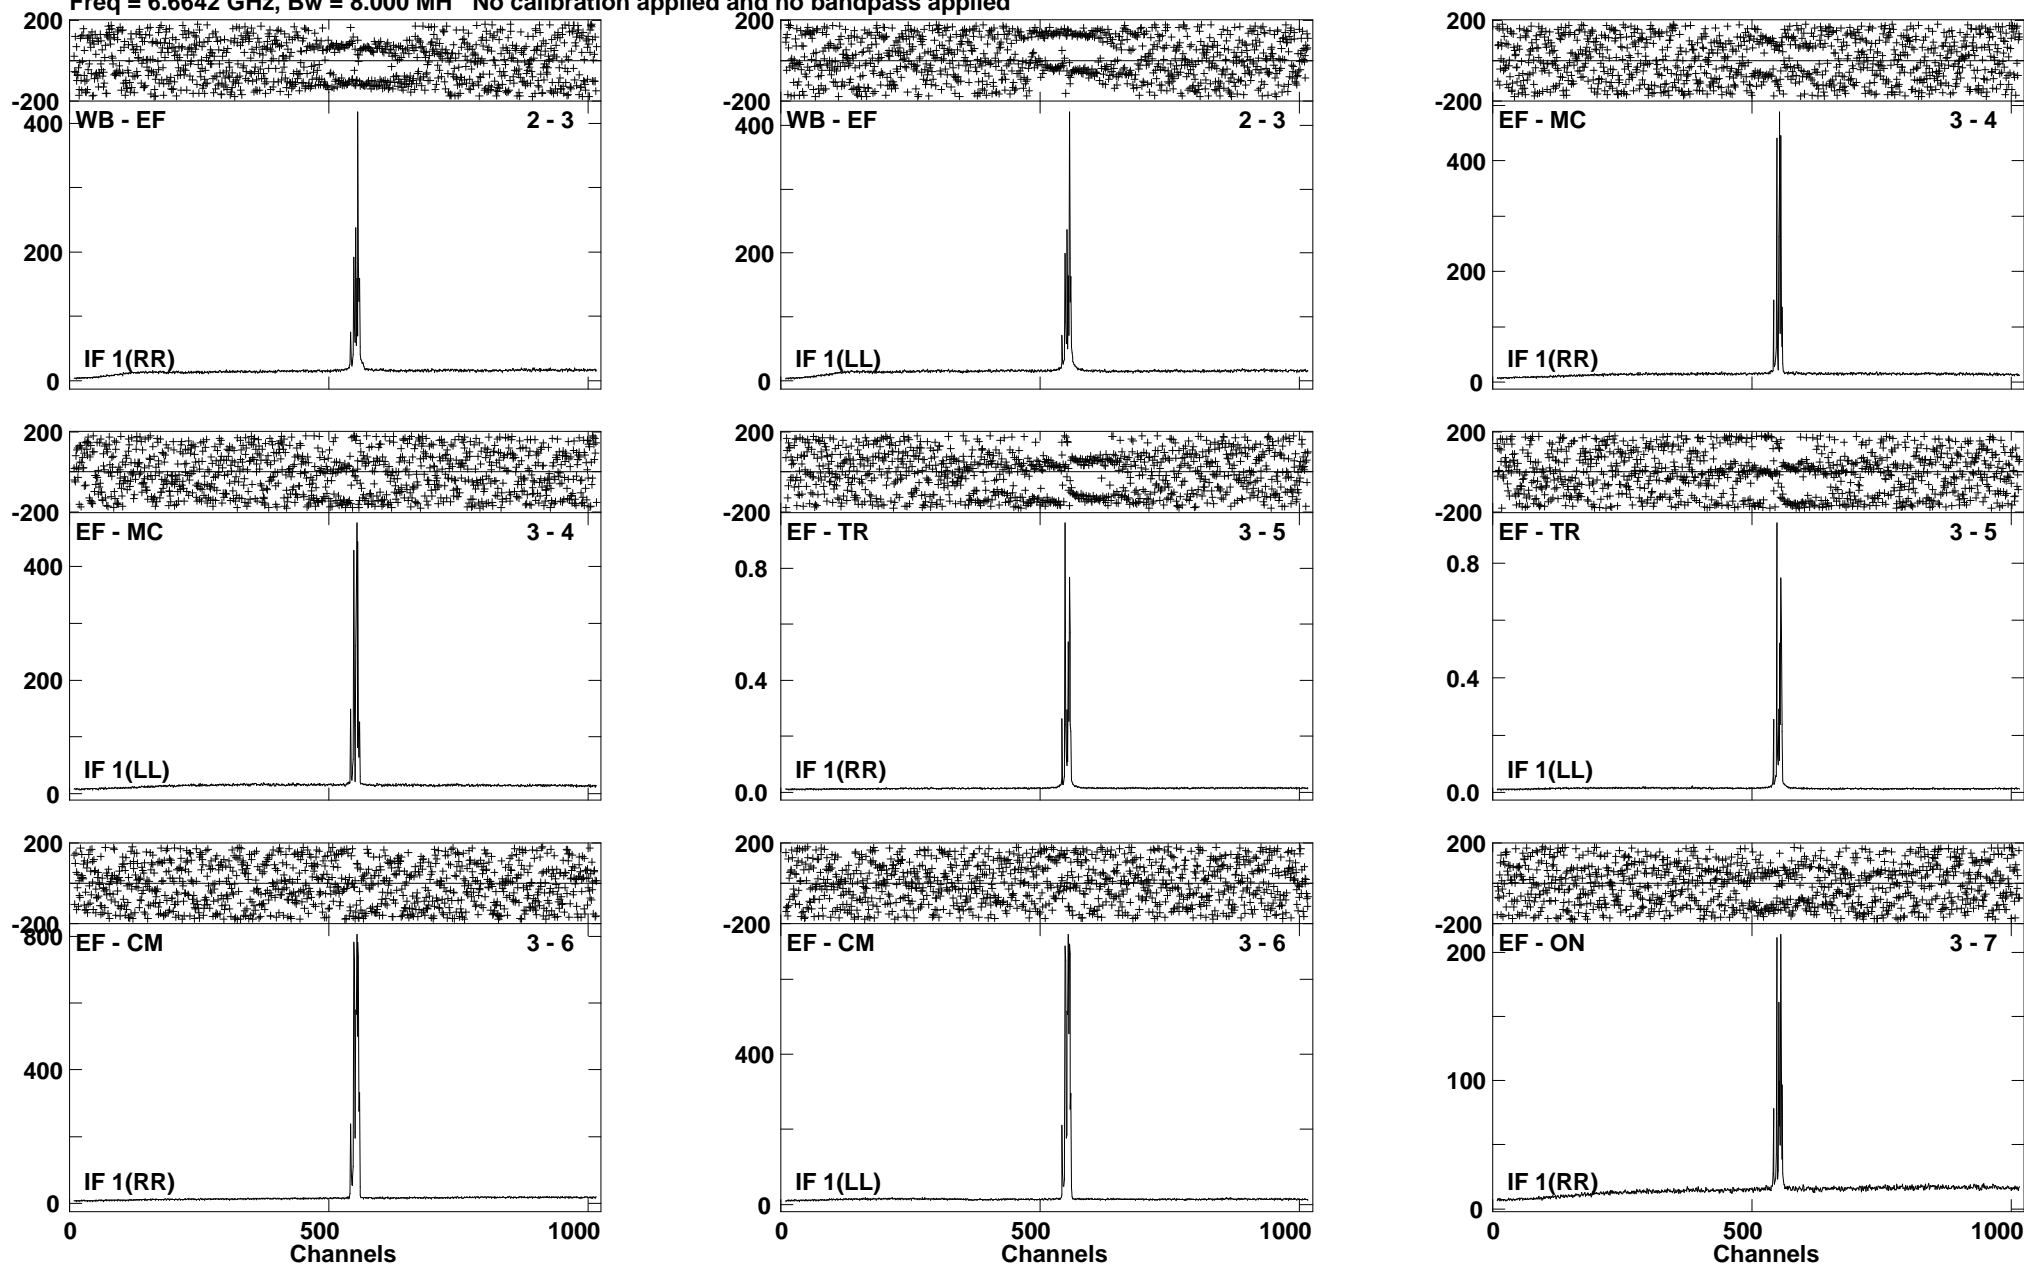 Freq = 6.6642 GHz, Bw = 8.000 MH No calibration applied and no bandpass applied
200
-200
400
200
0
WB - EF 2 - 3
IF 1(RR)
200
-200
400
200
0
WB - EF 2 - 3
IF 1(LL)
200
-200
400
200
0
EF - MC 3 - 4
IF 1(RR)
200
-200
400
200
0
EF - MC 3 - 4
IF 1(LL)
200
-200
0.8
0.4
0.0
EF - TR 3 - 5
IF 1(RR)
200
-200
0.8
0.4
0.0
EF - TR 3 - 5
IF 1(LL)
200
-200
800
400
0
EF - CM 3 - 6
IF 1(RR)
0 500 1000
Channels
200
-200
400
0
EF - CM 3 - 6
IF 1(LL)
0 500 1000
Channels
200
-200
200
100
0
EF - ON 3 - 7
IF 1(RR)
0 500 1000
Channels